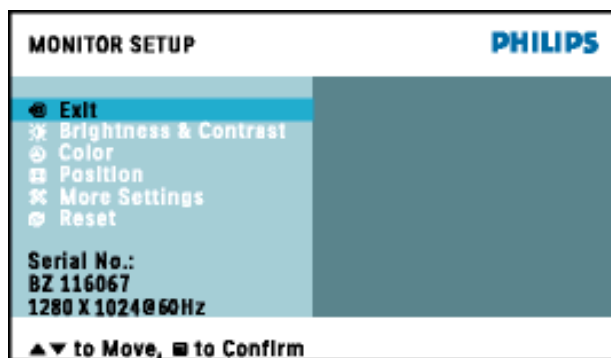 MONITOR SETUP PHILIPS
Exit
Brightness & Contrast
Color
Position
More Settings
Reset
Serial No.:
BZ 116067
1280 X 1024@60Hz
▲▼ to Move, to Confirm